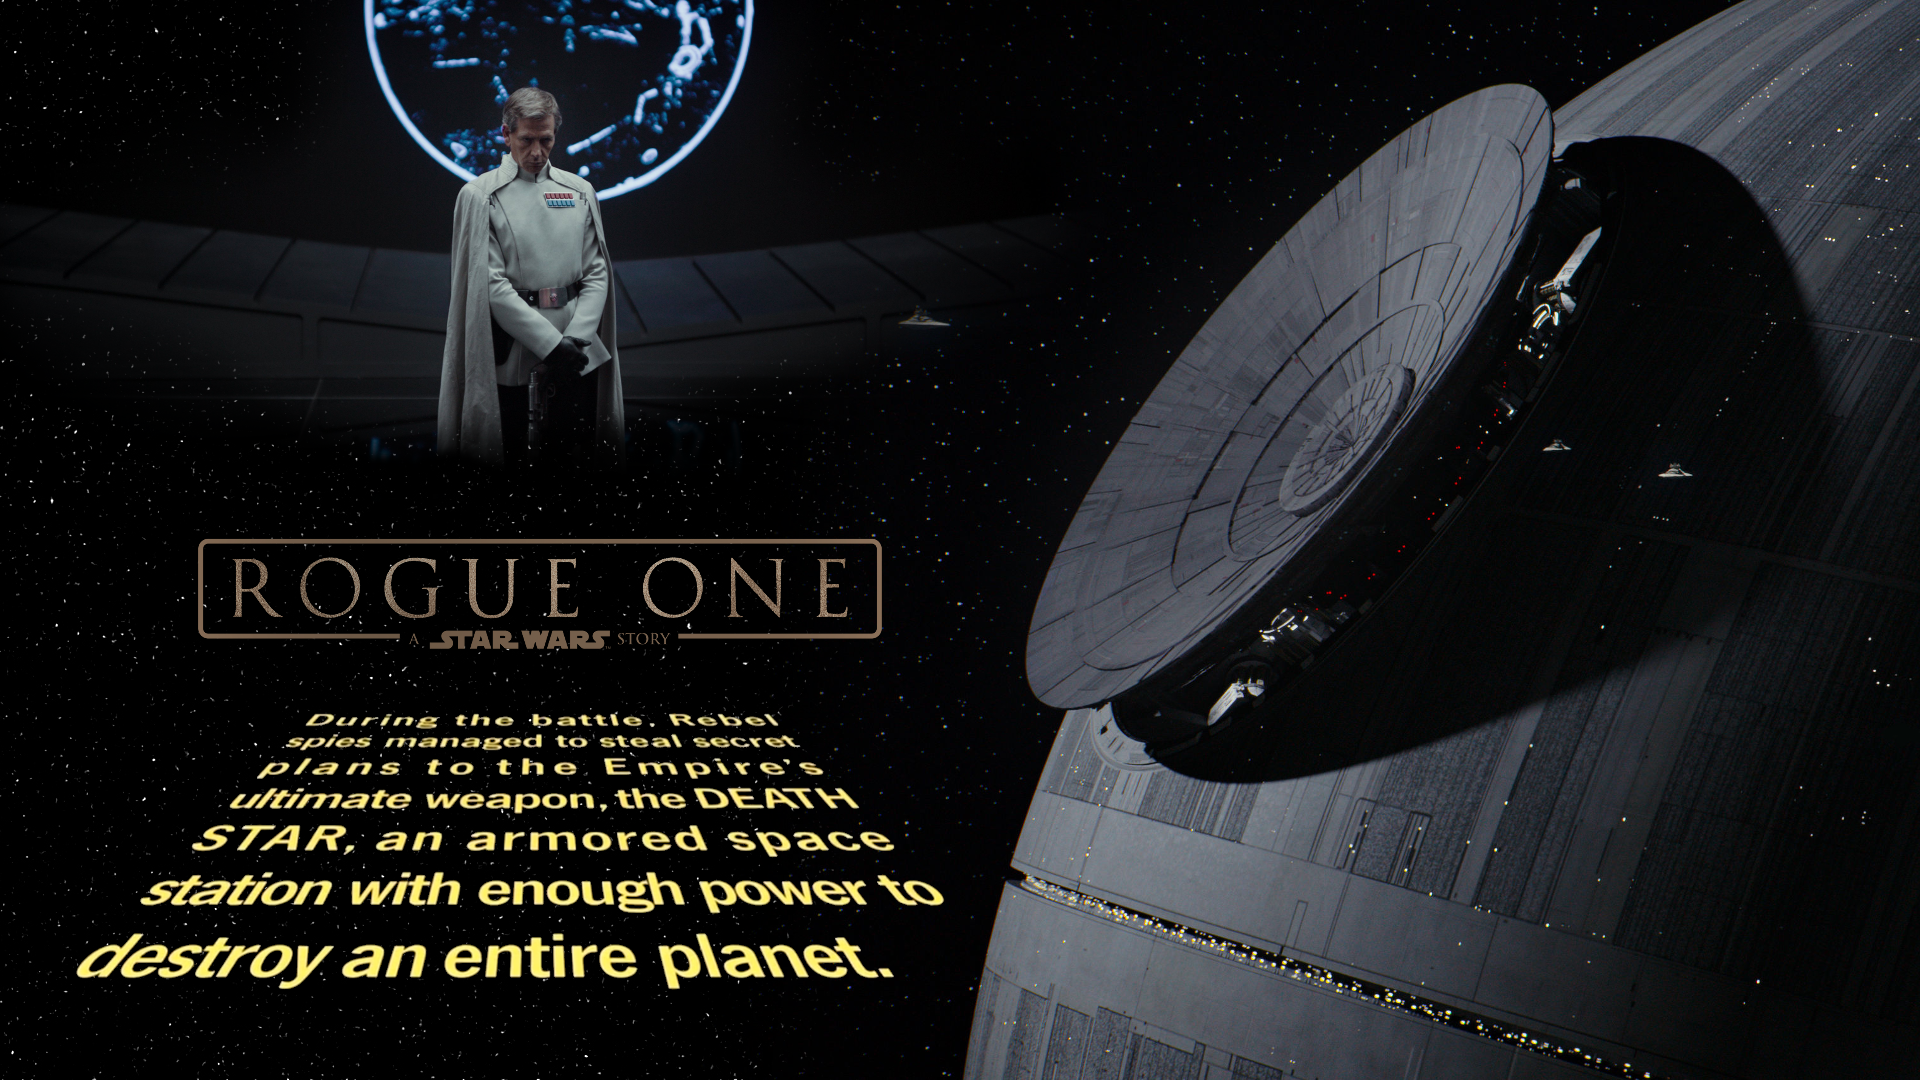 ROGUE ONE
A STAR WARS STORY
During the battle, Rebel
spies managed to steal secret
plans to the Empire's
ultimate weapon, the DEATH
STAR, an armored space
station with enough power to
destroy an entire planet.